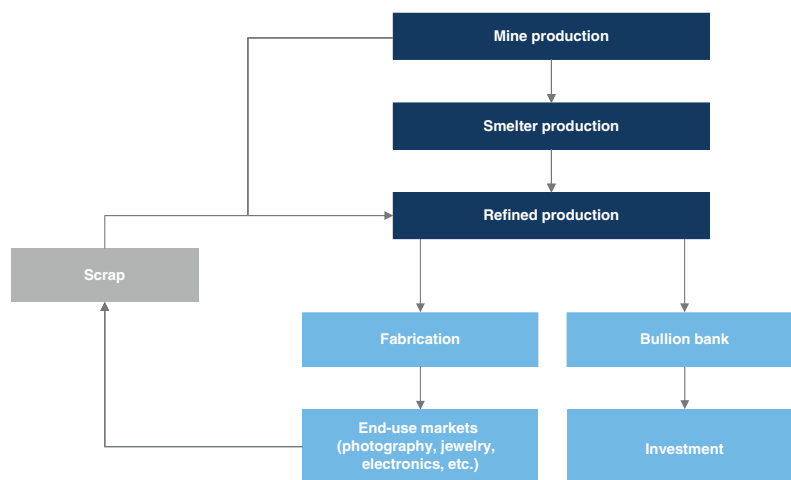 Mine production
Smelter production
Refined production
Scrap
Fabrication
Bullion bank
End-use markets
(photography, jewelry,
electronics, etc.)
Investment